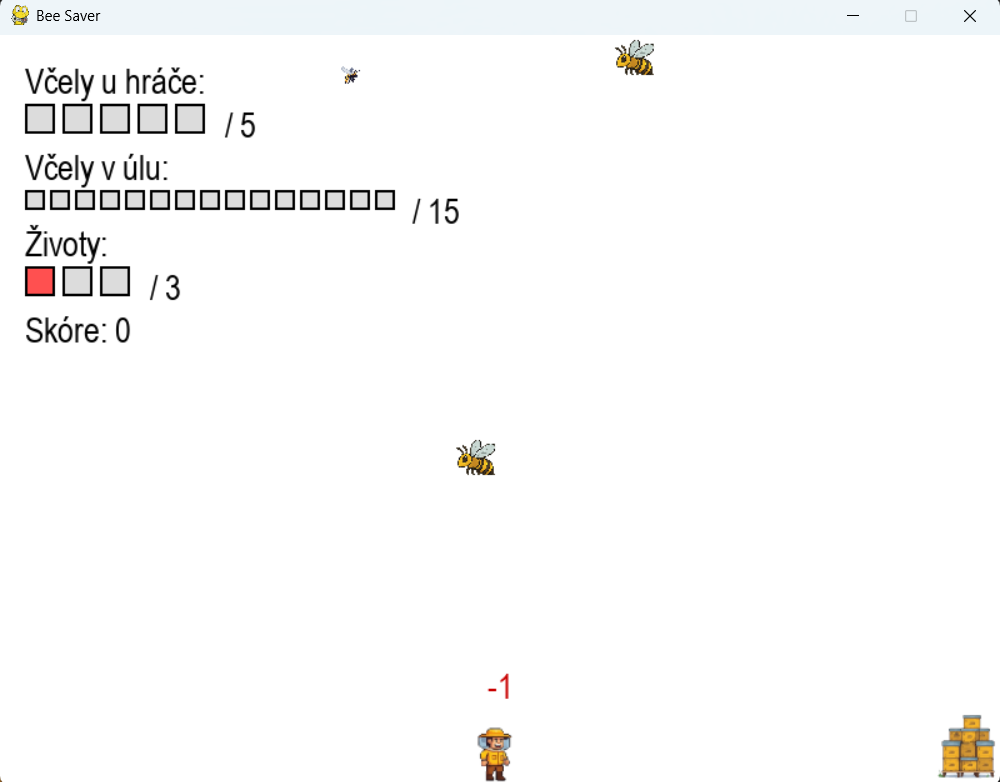 Bee Saver
Včely u hráče:
/ 5
Včely v úlu:
/ 15
Životy:
/ 3
Skóre: 0
-1